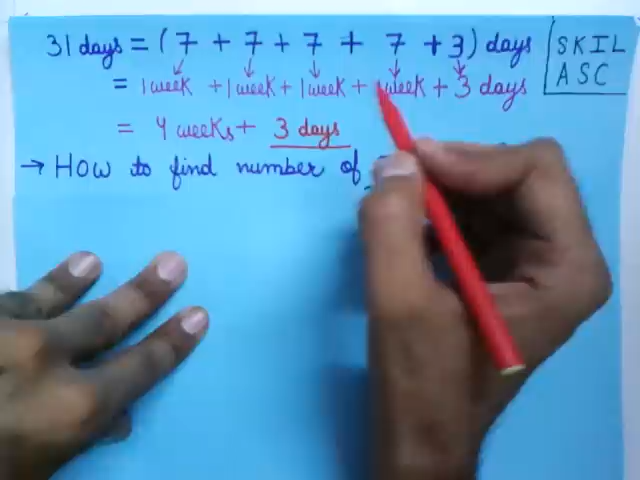 31 days = (7 + 7 + 7 + 7 + 3) days
= 1 week + 1 week + 1 week + 1 week + 3 days
= 4 weeks + 3 days
→ How to find number of
SKIL
ASC